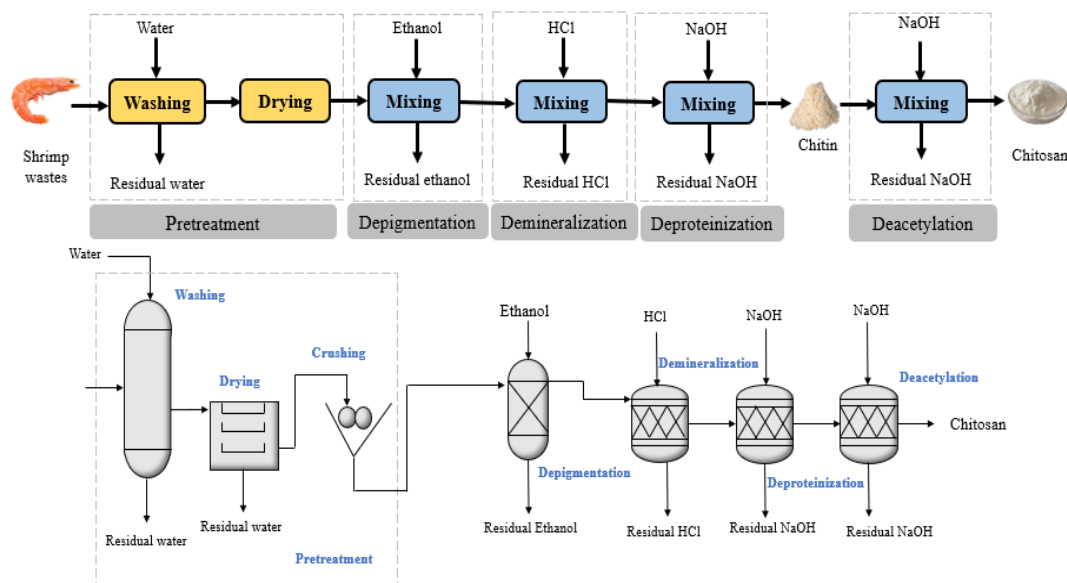 Water
Ethanol
HCl
NaOH
NaOH
Washing
Drying
Mixing
Mixing
Mixing
Mixing
Shrimp
wastes
Chitin
Chitosan
Residual water
Residual ethanol
Residual HCl
Residual NaOH
Residual NaOH
Pretreatment
Depigmentation
Demineralization
Deproteinization
Deacetylation
Water
Washing
Ethanol
HCl
NaOH
NaOH
Crushing
Demineralization
Drying
Deacetylation
Chitosan
Depigmentation
Deproteinization
Residual water
Residual water
Residual Ethanol
Residual HCl
Residual NaOH
Residual NaOH
Pretreatment